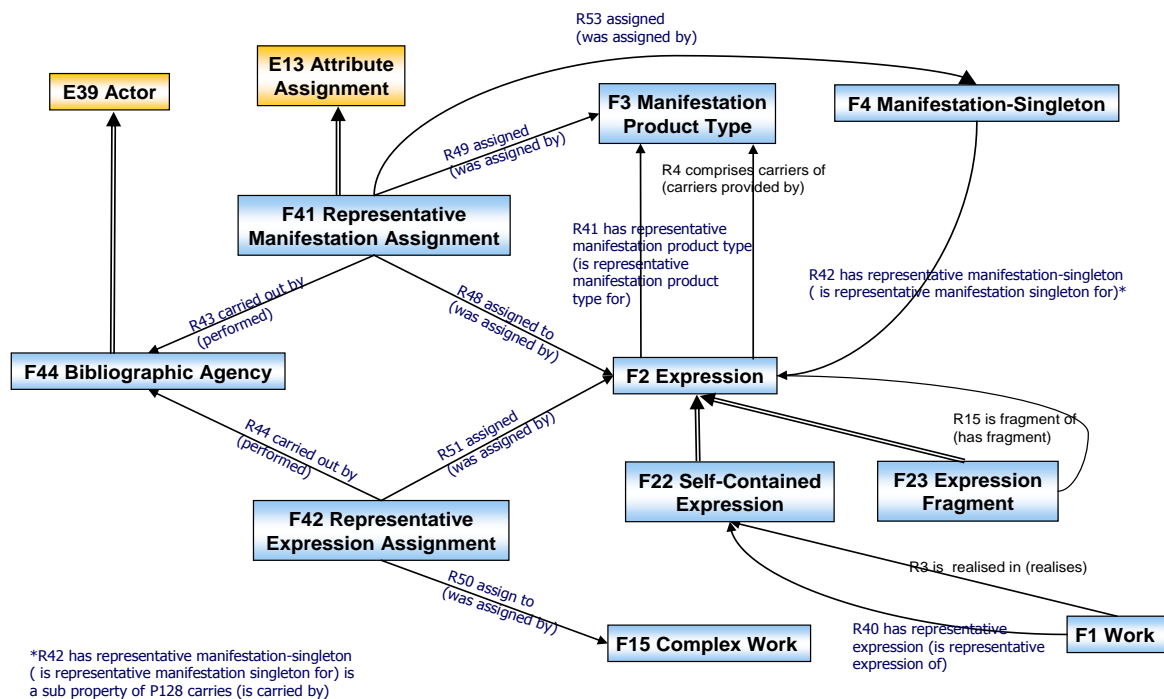 R53 assigned
(was assigned by)
E13 Attribute
Assignment
E39 Actor
F3 Manifestation
Product Type
F4 Manifestation-Singleton
R49 assigned
(was assigned by)
R4 comprises carriers of
(carriers provided by)
F41 Representative
Manifestation Assignment
R41 has representative
manifestation product type
(is representative
manifestation product
type for)
R42 has representative manifestation-singleton
( is representative manifestation singleton for)*
R43 carried out by
(performed)
R48 assigned to
(was assigned by)
F44 Bibliographic Agency
F2 Expression
R44 carried out by
(performed)
R51 assigned
(was assigned by)
R15 is fragment of
(has fragment)
F22 Self-Contained
Expression
F23 Expression
Fragment
F42 Representative
Expression Assignment
R3 is  realised in (realises)
R50 assign to
(was assigned by)
F15 Complex Work
R40 has representative
expression (is representative
expression of)
F1 Work
*R42 has representative manifestation-singleton
( is representative manifestation singleton for) is
a sub property of P128 carries (is carried by)